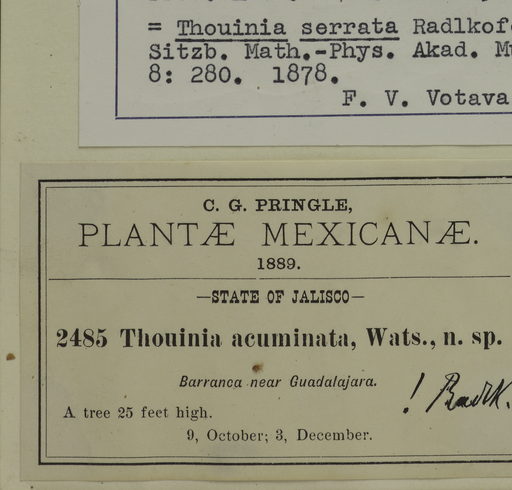 = Thouinia serrata Radlkof
Sitzb. Math.-Phys. Akad. M
8: 280. 1878.
F. V. Votava
C. G. PRINGLE,
PLANTÆ MEXICANÆ.
1889.
—STATE OF JALISCO—
2485 Thouinia acuminata, Wats., n. sp.
Barranca near Guadalajara.
! Radlk.
A tree 25 feet high.
9, October; 3, December.